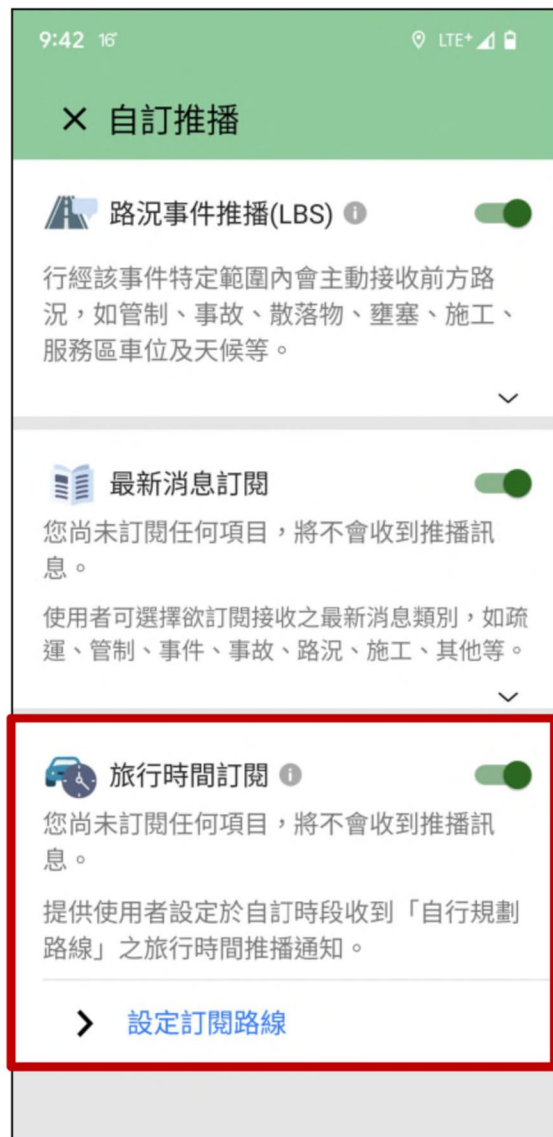 9:42 16° LTE+
× 自訂推播
路況事件推播(LBS)
行經該事件特定範圍內會主動接收前方路
況，如管制、事故、散落物、壅塞、施工、
服務區車位及天候等。
最新消息訂閱
您尚未訂閱任何項目，將不會收到推播訊
息。
使用者可選擇欲訂閱接收之最新消息類別，如疏
運、管制、事件、事故、路況、施工、其他等。
旅行時間訂閱
您尚未訂閱任何項目，將不會收到推播訊
息。
提供使用者設定於自訂時段收到「自行規劃
路線」之旅行時間推播通知。
設定訂閱路線